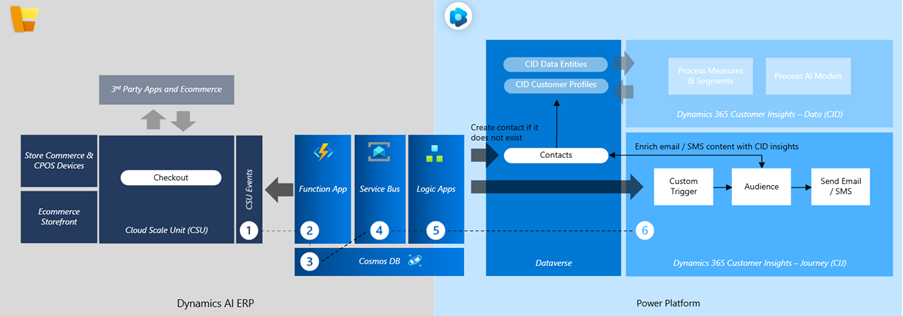 3rd Party Apps and Ecommerce
Store Commerce &
CPOS Devices
Ecommerce
Storefront
Checkout
Cloud Scale Unit (CSU)
CSU Events
1
Function App
2
Service Bus
4
Logic Apps
5
3
Cosmos DB
Dynamics AI ERP
CID Data Entities
CID Customer Profiles
Create contact if it
does not exist
Contacts
Dataverse
Process Measures
& Segments
Process AI Models
Dynamics 365 Customer Insights – Data (CID)
Enrich email / SMS content with CID insights
Custom
Trigger
Audience
Send Email
/ SMS
6
Dynamics 365 Customer Insights – Journey (CIJ)
Power Platform